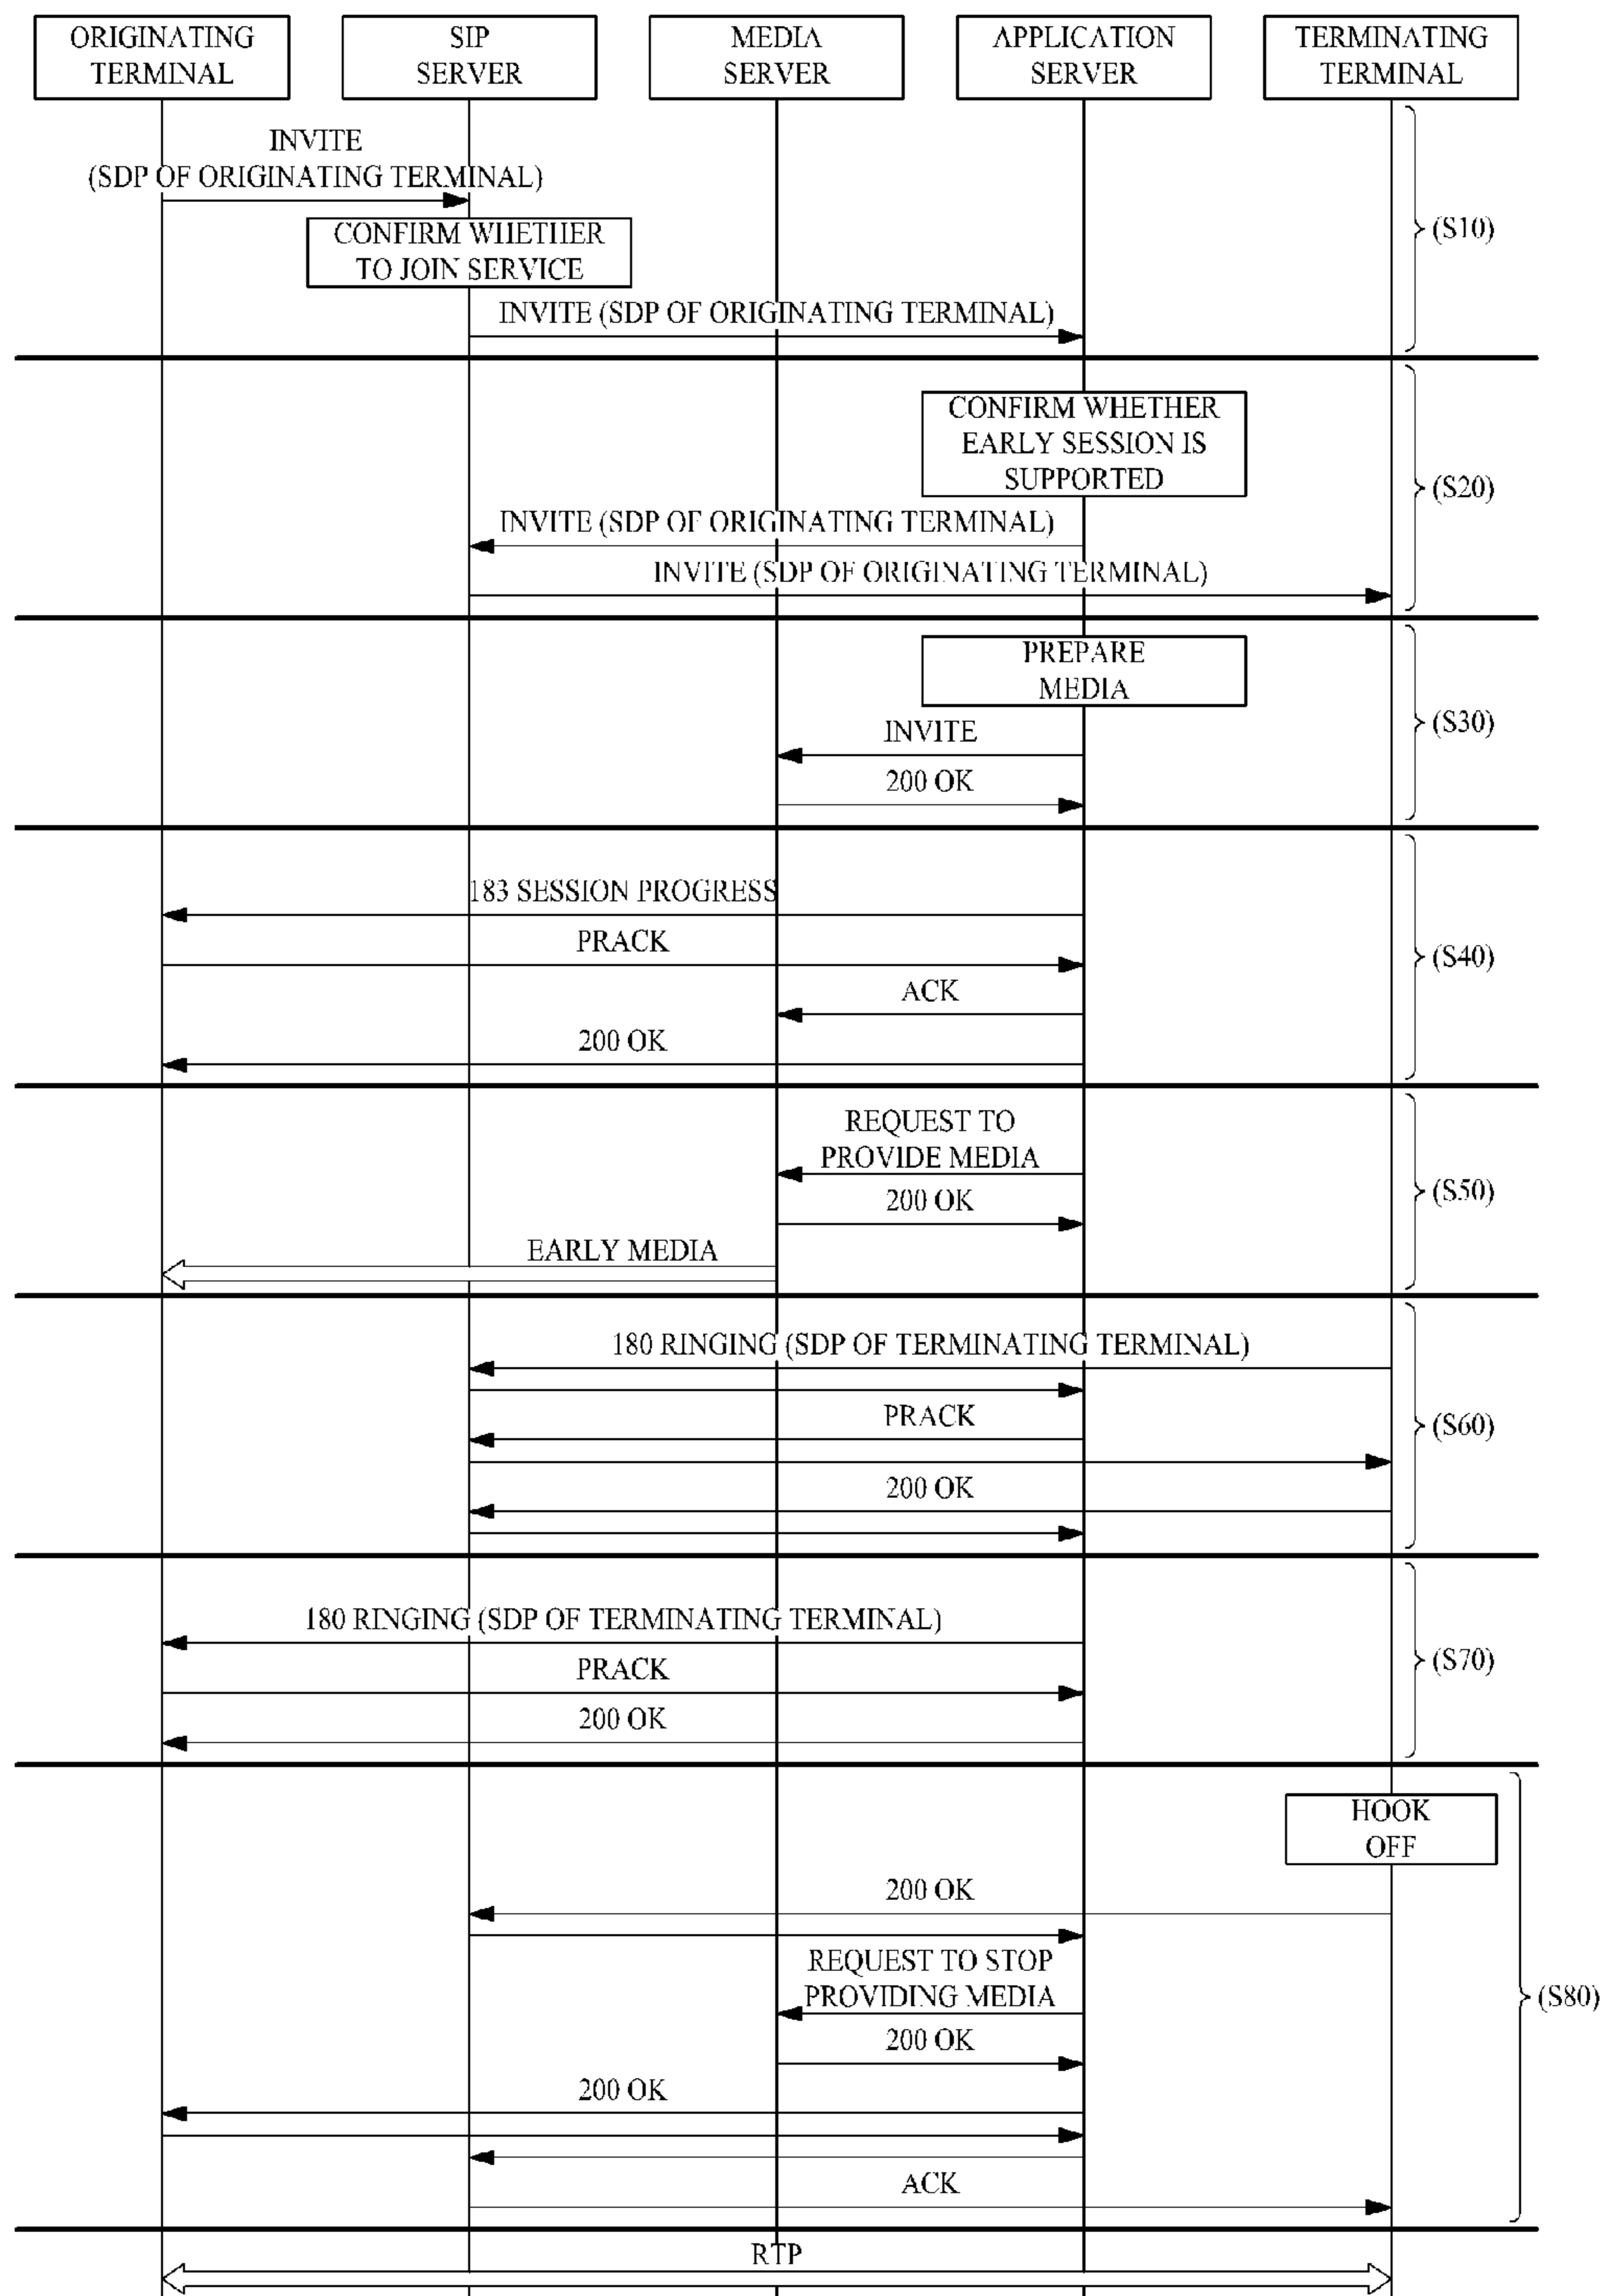 ORIGINATING
TERMINAL
SIP
SERVER
MEDIA
SERVER
APPLICATION
SERVER
TERMINATING
TERMINAL
INVITE
(SDP OF ORIGINATING TERMINAL)
CONFIRM WHETHER
TO JOIN SERVICE
(S10)
INVITE (SDP OF ORIGINATING TERMINAL)
CONFIRM WHETHER
EARLY SESSION IS
SUPPORTED
(S20)
INVITE (SDP OF ORIGINATING TERMINAL)
INVITE (SDP OF ORIGINATING TERMINAL)
PREPARE
MEDIA
(S30)
INVITE
200 OK
183 SESSION PROGRESS
PRACK
(S40)
ACK
200 OK
REQUEST TO
PROVIDE MEDIA
(S50)
200 OK
EARLY MEDIA
180 RINGING (SDP OF TERMINATING TERMINAL)
PRACK
(S60)
200 OK
180 RINGING (SDP OF TERMINATING TERMINAL)
(S70)
PRACK
200 OK
HOOK
OFF
200 OK
REQUEST TO STOP
PROVIDING MEDIA
(S80)
200 OK
200 OK
ACK
RTP